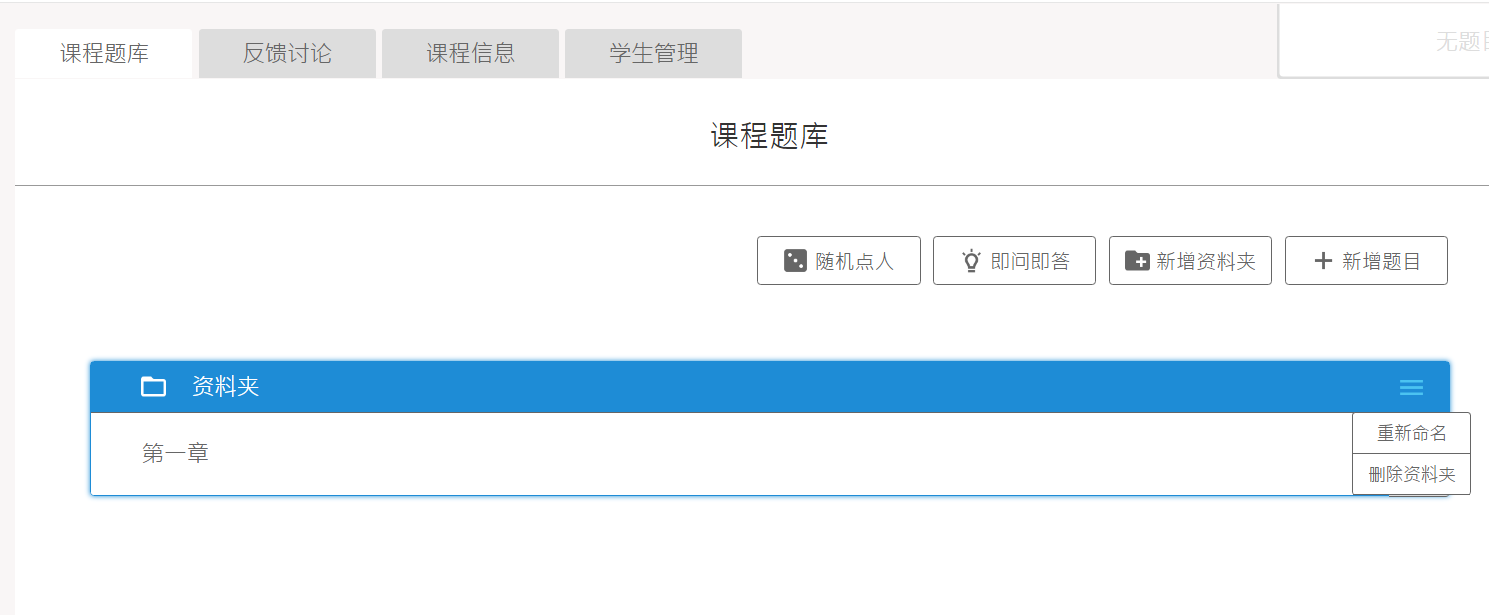 课程题库 反馈讨论 课程信息 学生管理
无题
课程题库
随机点人 即问即答 新增资料夹 新增题目
资料夹
第一章
重新命名
删除资料夹